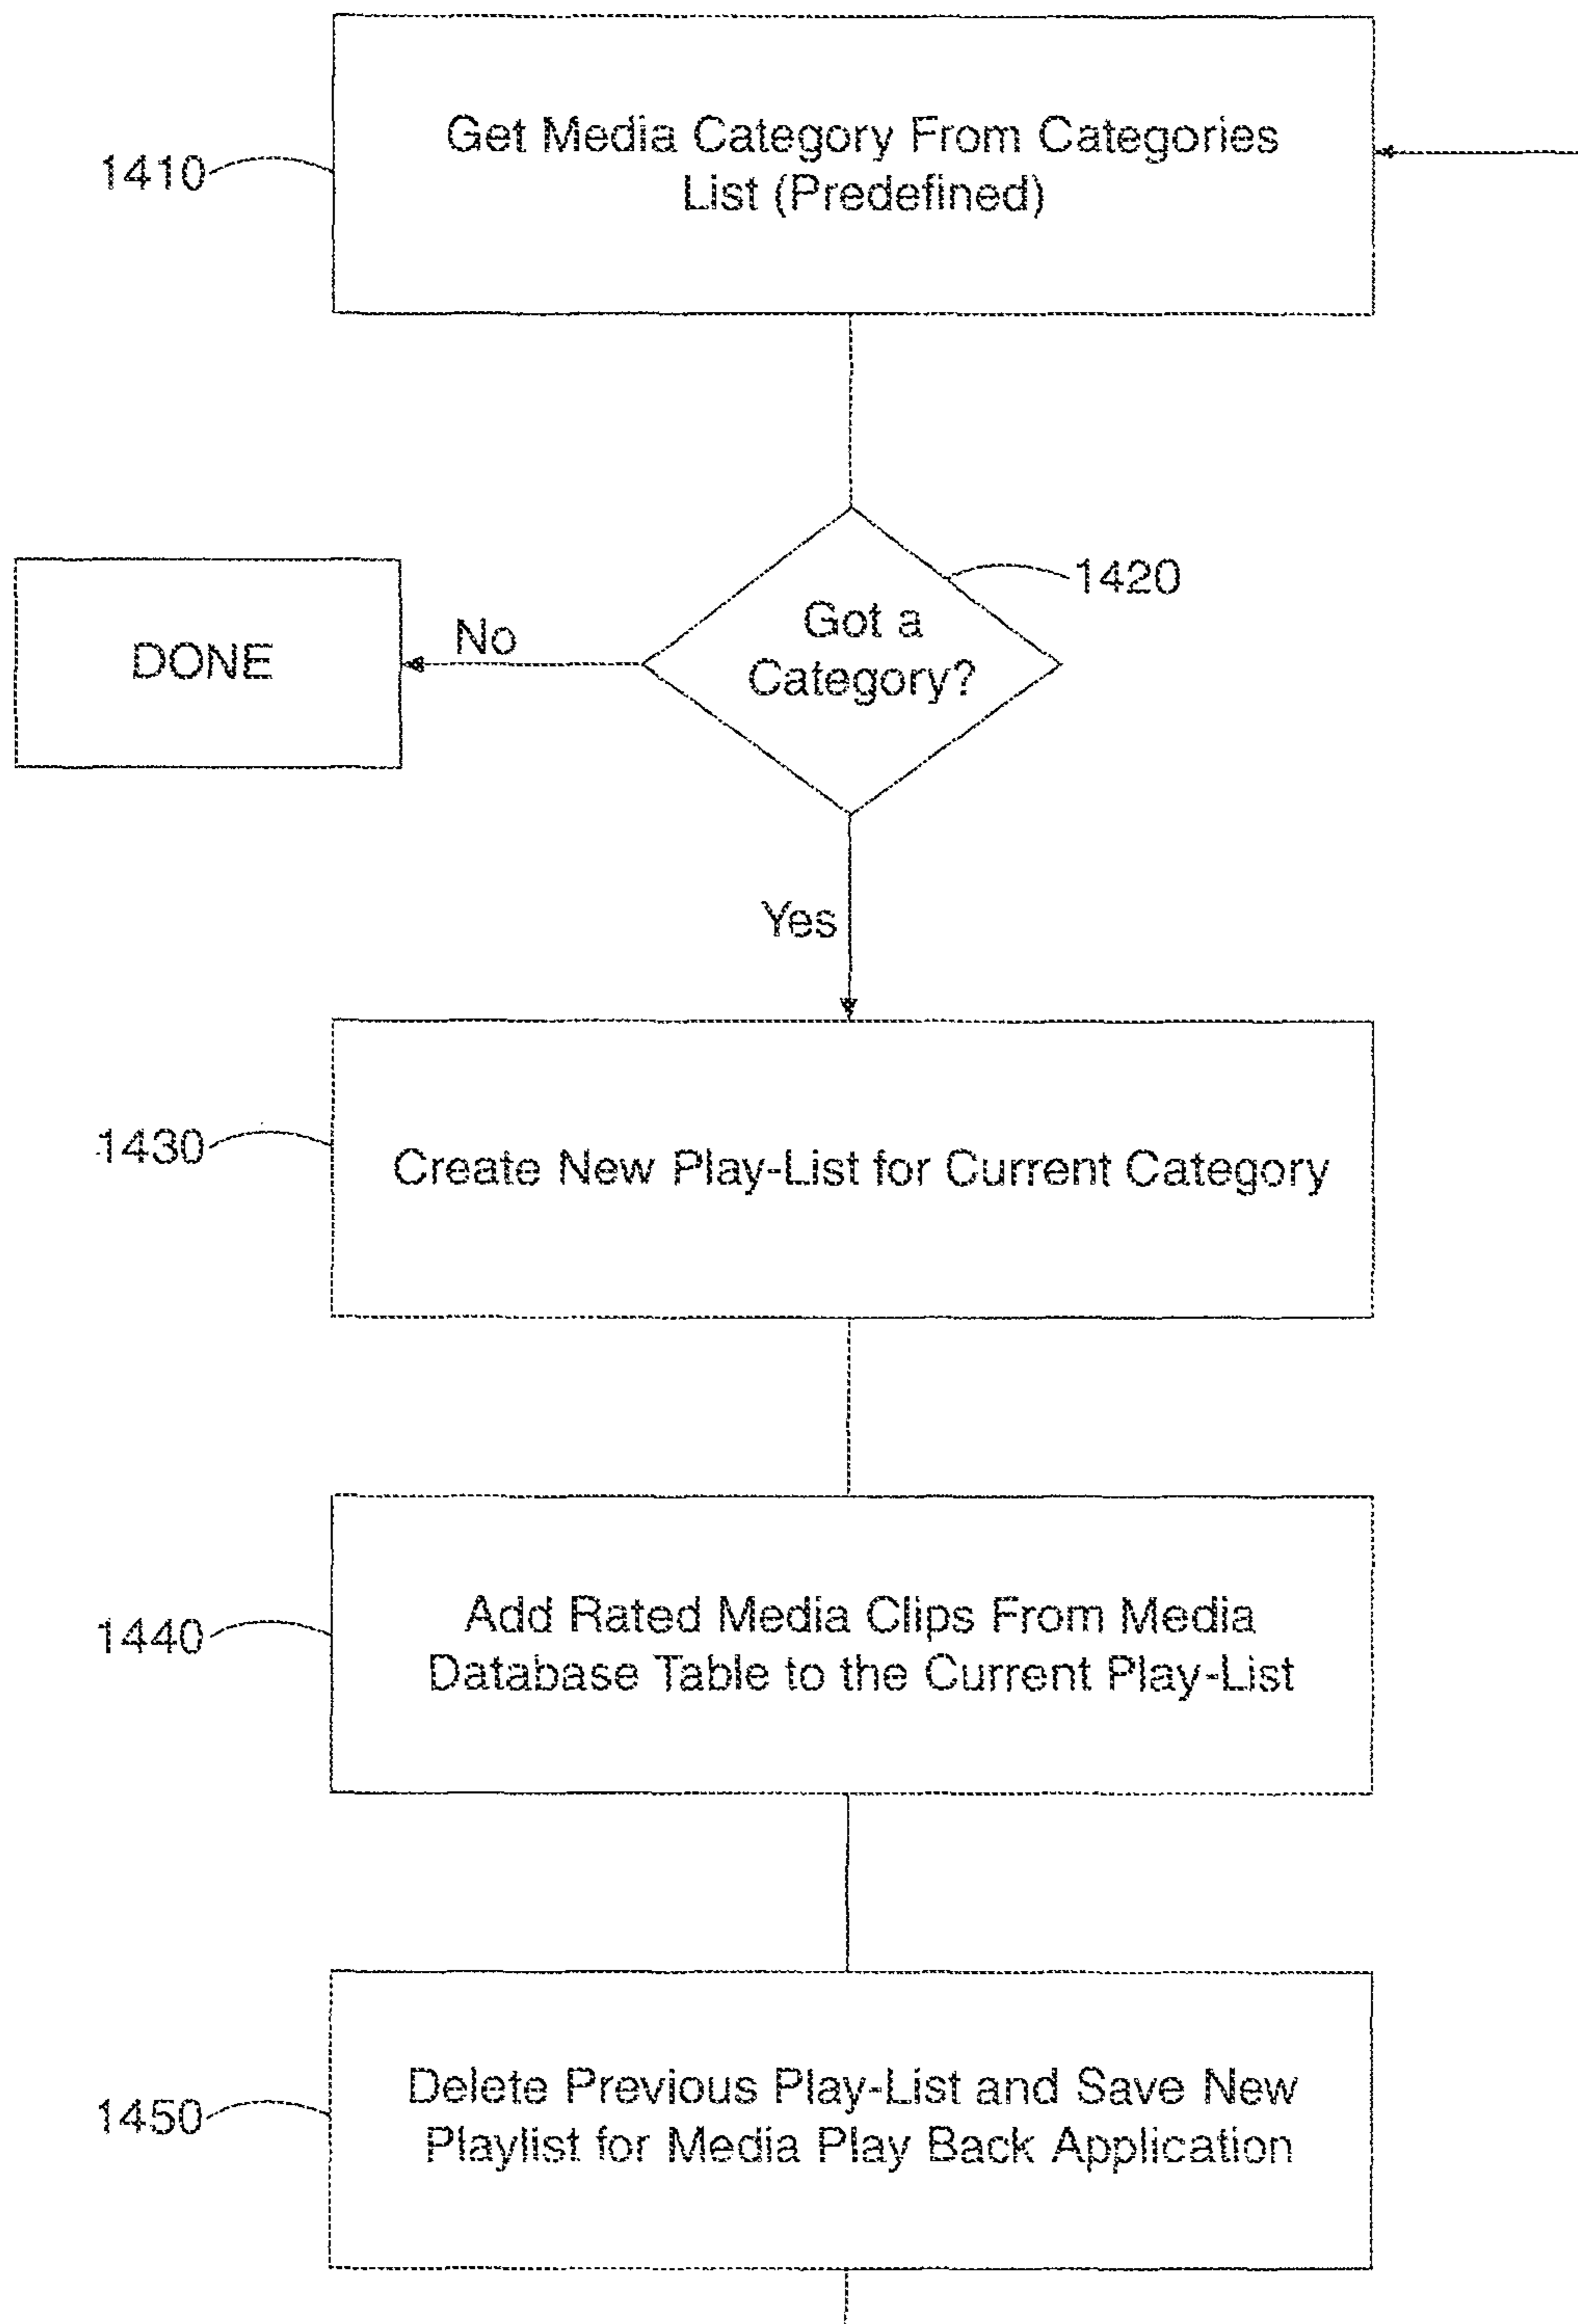 Get Media Category From Categories
List (Predefined)
1410
1420
Got a
Category?
No
DONE
Yes
1430
Create New Play-List for Current Category
1440
Add Rated Media Clips From Media
Database Table to the Current Play-List
1450
Delete Previous Play-List and Save New
Playlist for Media Play Back Application